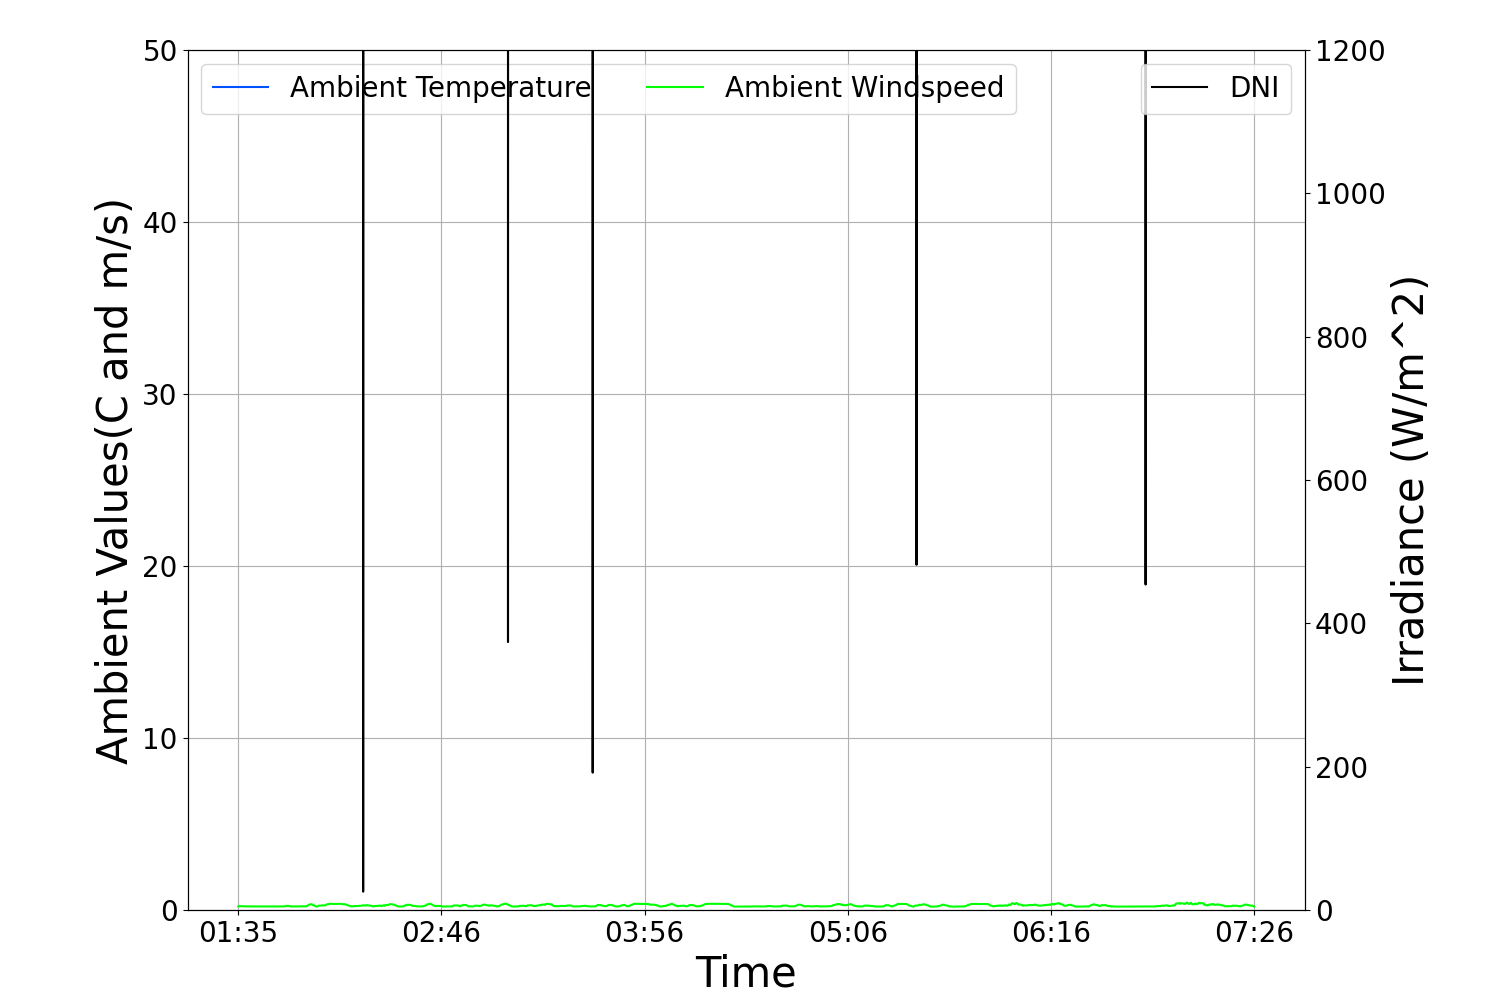 Ambient Temperature
Ambient Windspeed
DNI
50
40
30
20
10
0
Ambient Values(C and m/s)
1200
1000
800
600
400
200
0
Irradiance (W/m^2)
01:35 02:46 03:56 05:06 06:16 07:26
Time